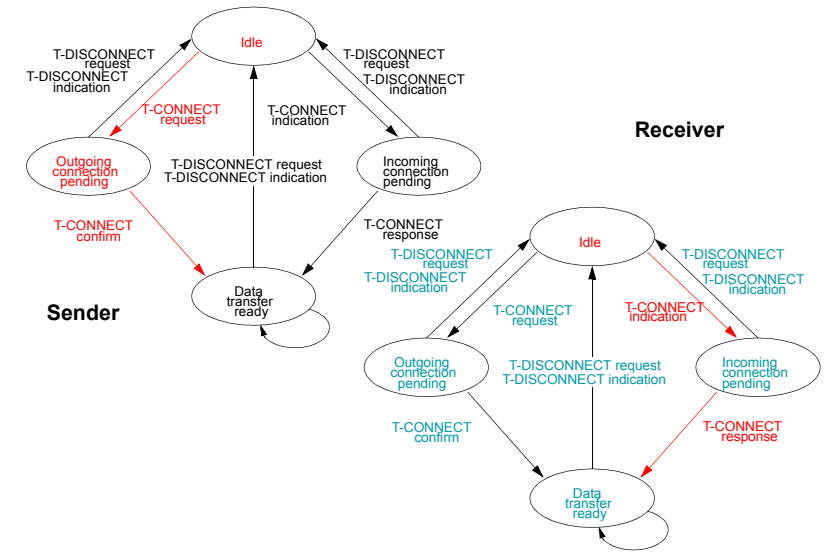 Idle
T-DISCONNECT
request
T-DISCONNECT
indication
T-DISCONNECT
request
T-DISCONNECT
indication
T-CONNECT
request
T-CONNECT
indication
Outgoing
connection
pending
T-DISCONNECT request
T-DISCONNECT indication
Incoming
connection
pending
T-CONNECT
confirm
T-CONNECT
response
Data
transfer
ready
Sender
Receiver
Idle
T-DISCONNECT
request
T-DISCONNECT
indication
T-DISCONNECT
request
T-DISCONNECT
indication
T-CONNECT
request
T-CONNECT
indication
Outgoing
connection
pending
T-DISCONNECT request
T-DISCONNECT indication
Incoming
connection
pending
T-CONNECT
confirm
T-CONNECT
response
Data
transfer
ready